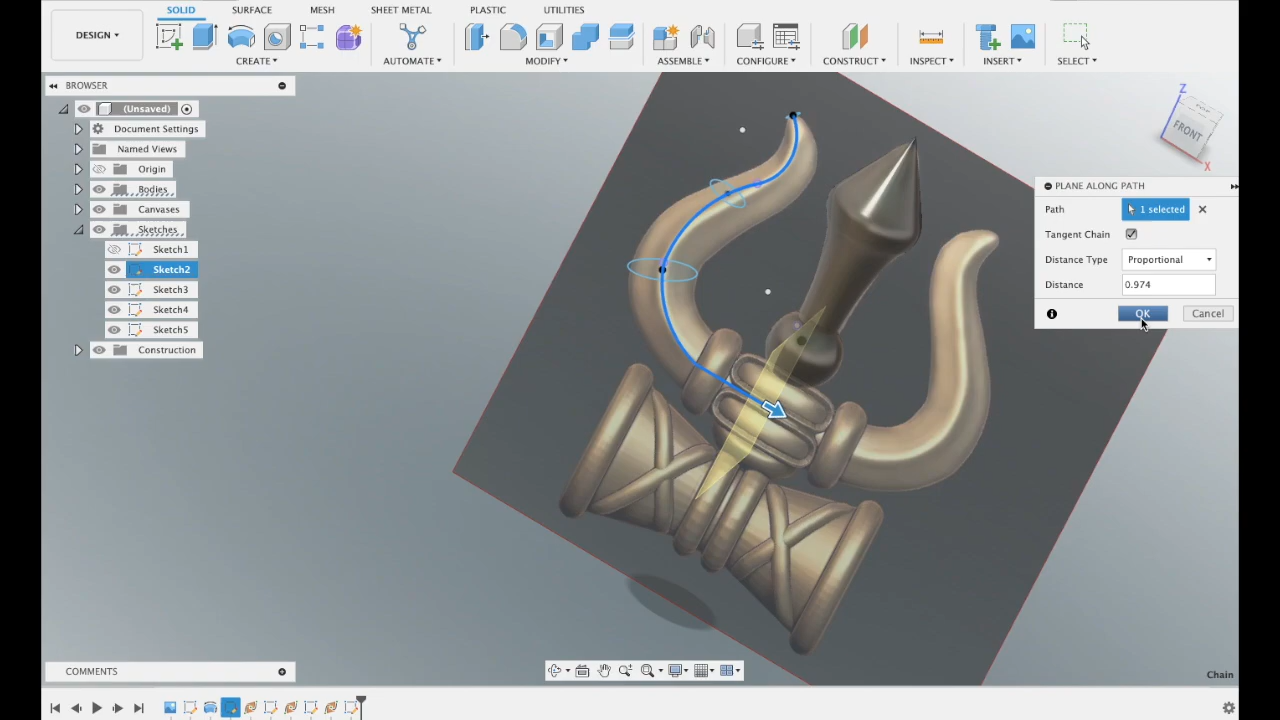 SOLID SURFACE MESH SHEET METAL PLASTIC UTILITIES
DESIGN
CREATE AUTOMATE MODIFY ASSEMBLE CONFIGURE CONSTRUCT INSPECT INSERT SELECT
BROWSER
(Unsaved)
Document Settings
Named Views
Origin
Bodies
Canvases
Sketches
Sketch1
Sketch2
Sketch3
Sketch4
Sketch5
Construction
Z
FRONT
X
PLANE ALONG PATH
Path 1 selected
Tangent Chain
Distance Type Proportional
Distance 0.974
OK Cancel
COMMENTS
Chain